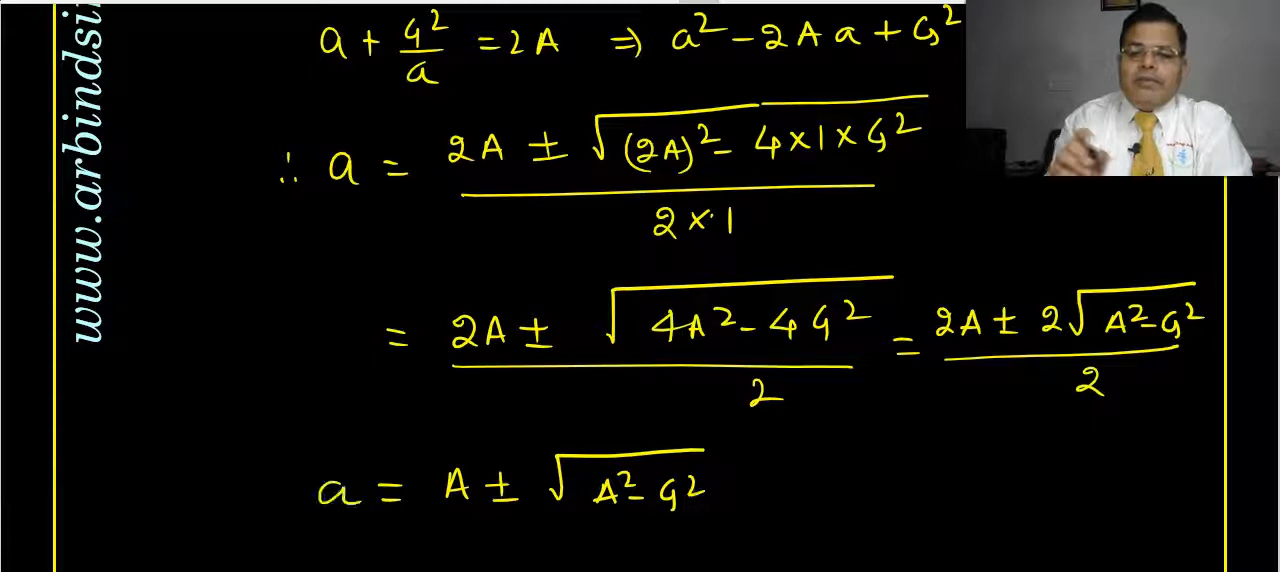 www.arbindsi
a + G²/a = 2A ⇒ a² - 2Aa + G²
∴ a = (2A ± √((2A)² - 4×1×G²))/(2×1)
= (2A ± √(4A² - 4G²))/2 = (2A ± 2√(A² - G²))/2
a = A ± √(A² - G²)